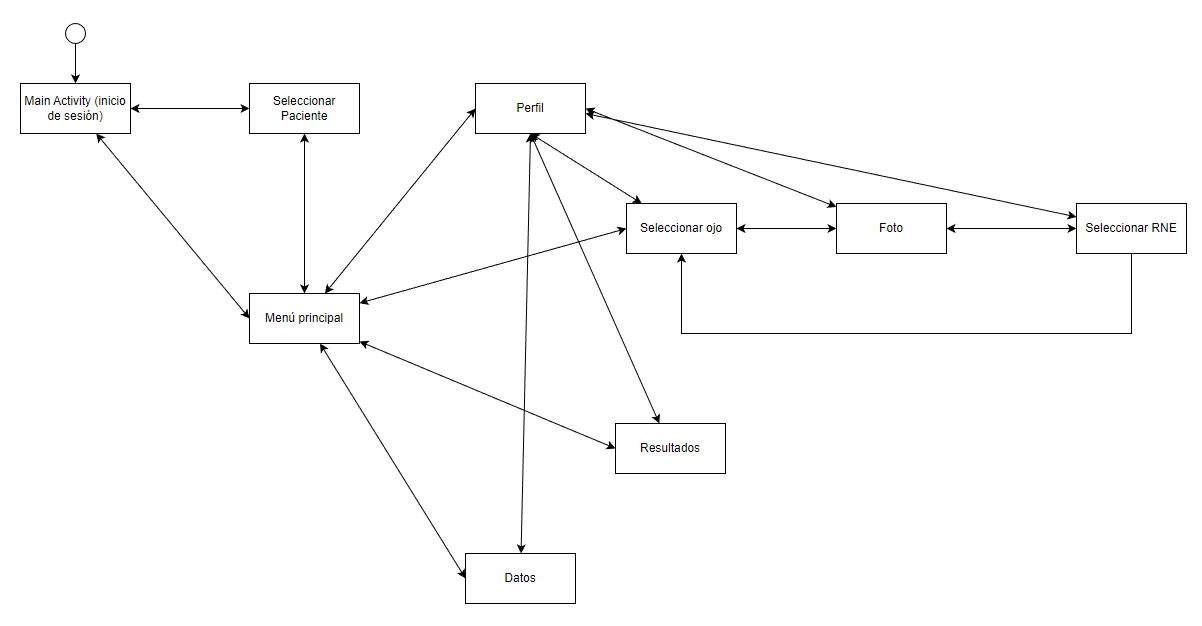 Main Activity (inicio
de sesión)
Seleccionar
Paciente
Perfil
Seleccionar ojo
Foto
Seleccionar RNE
Menú principal
Resultados
Datos